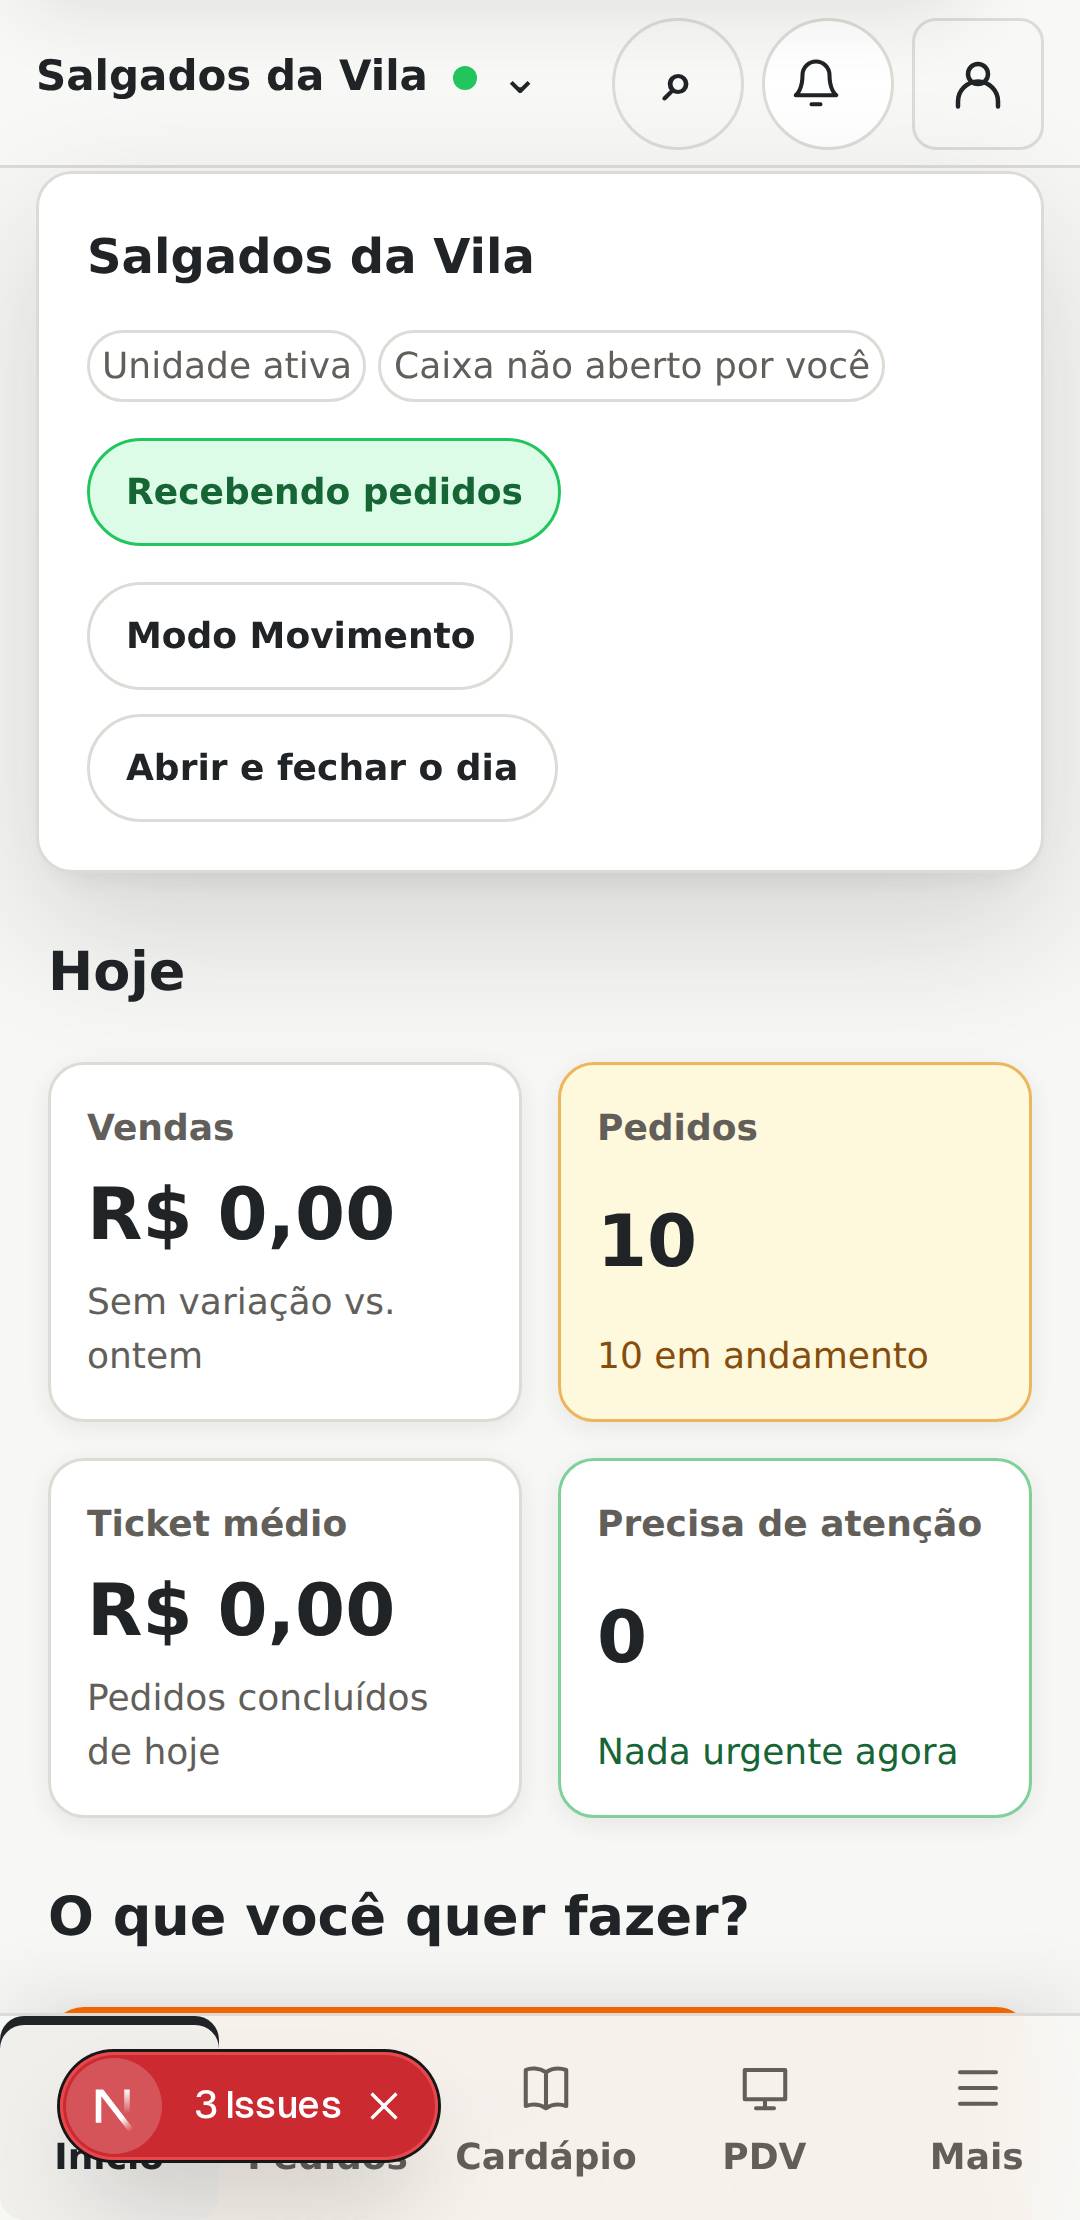 Salgados da Vila
Salgados da Vila
Unidade ativa
Caixa não aberto por você
Recebendo pedidos
Modo Movimento
Abrir e fechar o dia
Hoje
Vendas
R$ 0,00
Sem variação vs.
ontem
Pedidos
10
10 em andamento
Ticket médio
R$ 0,00
Pedidos concluídos
de hoje
Precisa de atenção
0
Nada urgente agora
O que você quer fazer?
N 3 Issues
Início
Pedidos
Cardápio
PDV
Mais